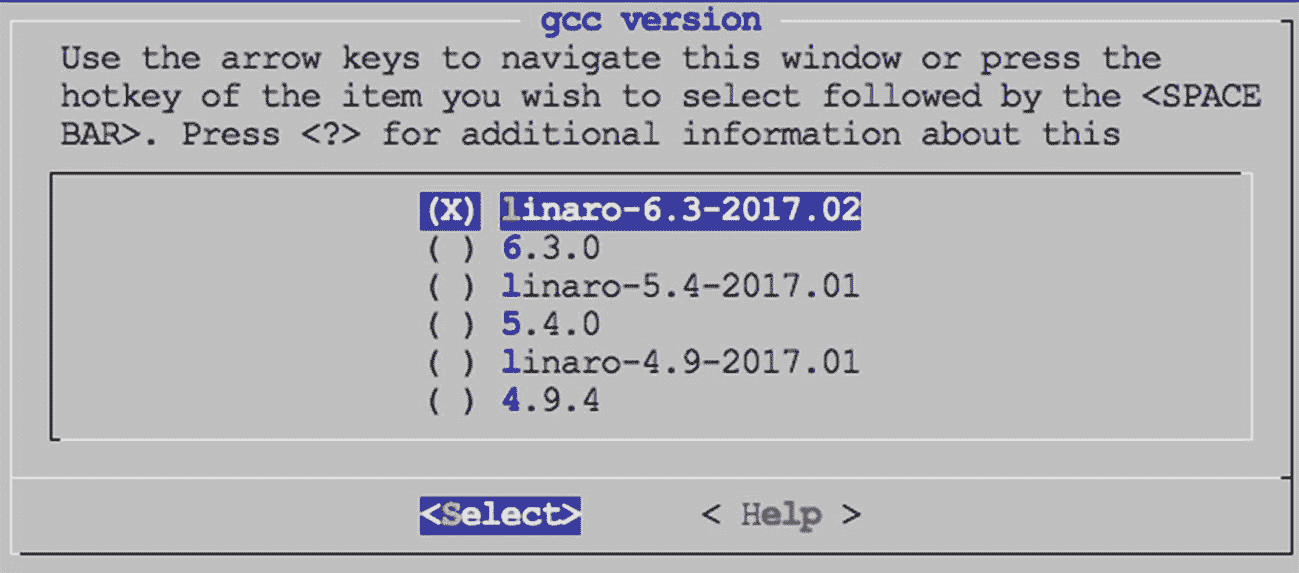 gcc version
Use the arrow keys to navigate this window or press the
hotkey of the item you wish to select followed by the <SPACE
BAR>. Press <?> for additional information about this
(X) linaro-6.3-2017.02
( ) 6.3.0
( ) linaro-5.4-2017.01
( ) 5.4.0
( ) linaro-4.9-2017.01
( ) 4.9.4
<Select> < Help >